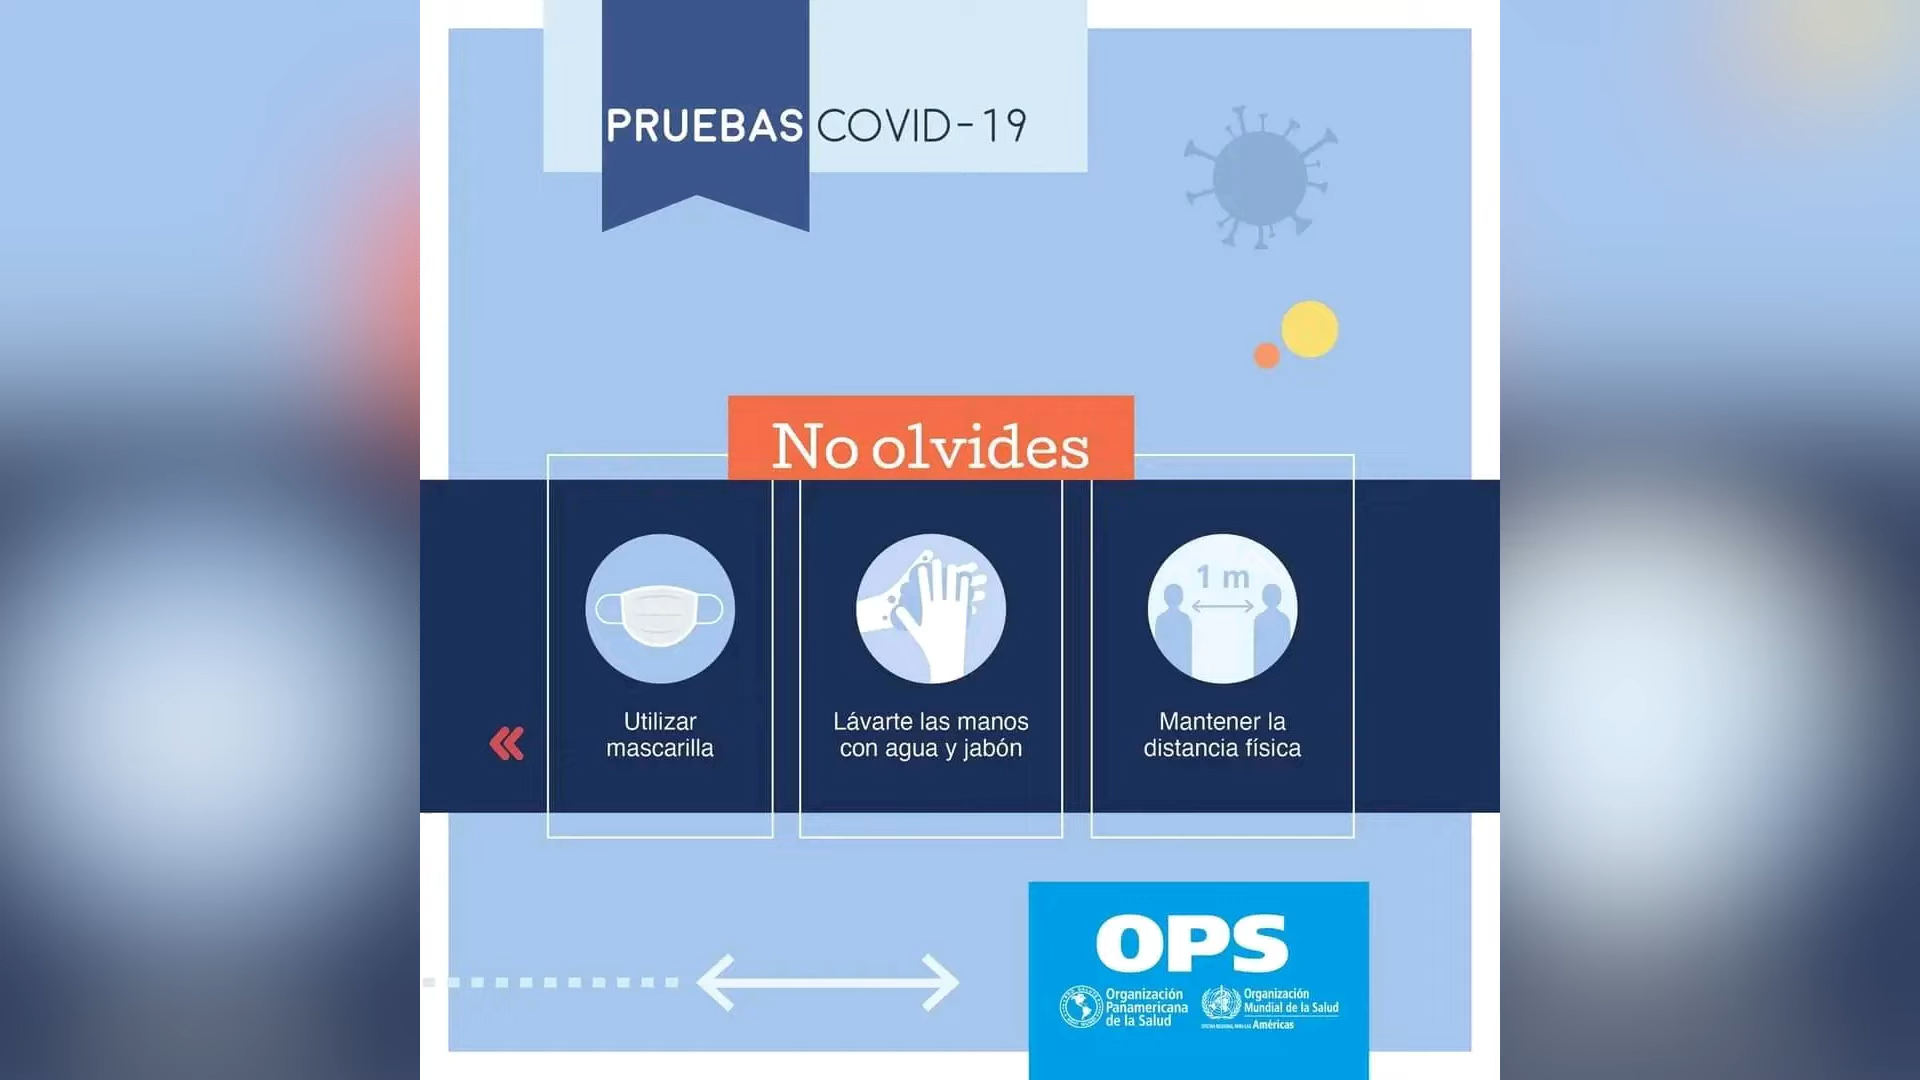 PRUEBAS COVID-19
No olvides
Utilizar
mascarilla
Lávarte las manos
con agua y jabón
1 m
Mantener la
distancia física
OPS
Organización
Panamericana
de la Salud
Organización
Mundial de la Salud
Américas